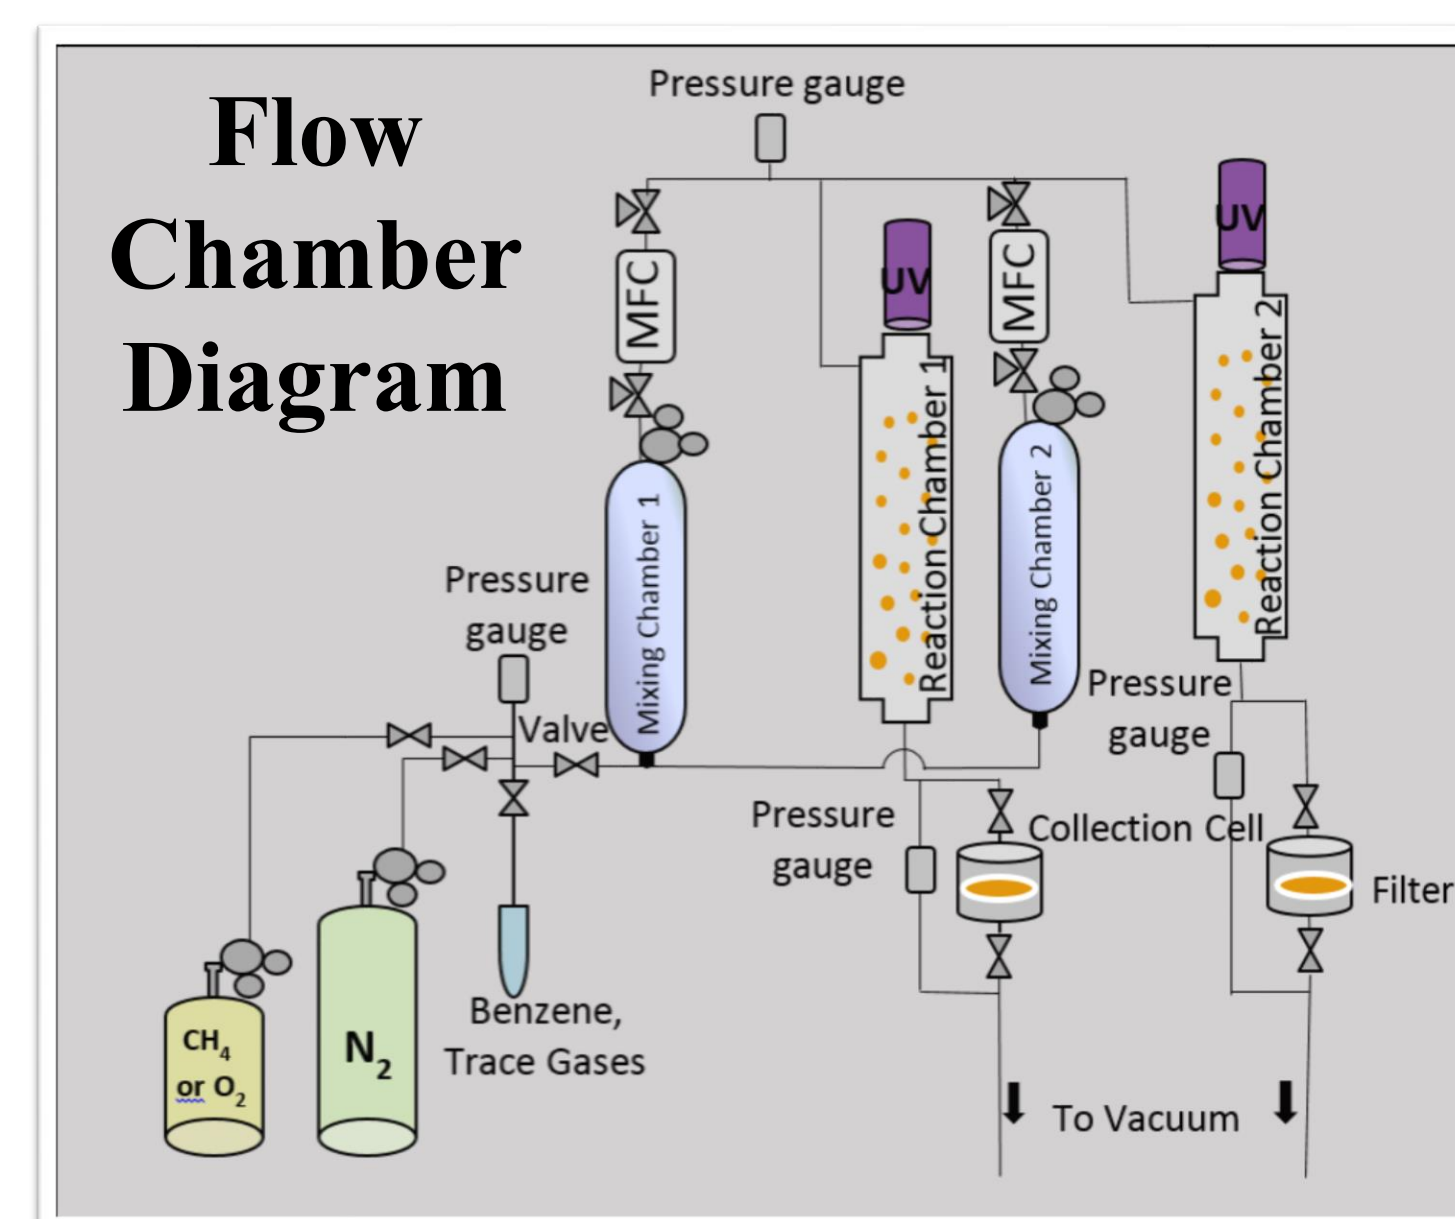 Flow
Chamber
Diagram
Pressure gauge
UV
UV
MFC
MFC
Reaction Chamber 1
Reaction Chamber 2
Mixing Chamber 1
Mixing Chamber 2
Pressure
gauge
Valve
Pressure
gauge
Pressure
gauge
Collection Cell
Filter
CH4
or O2
N2
Benzene,
Trace Gases
To Vacuum